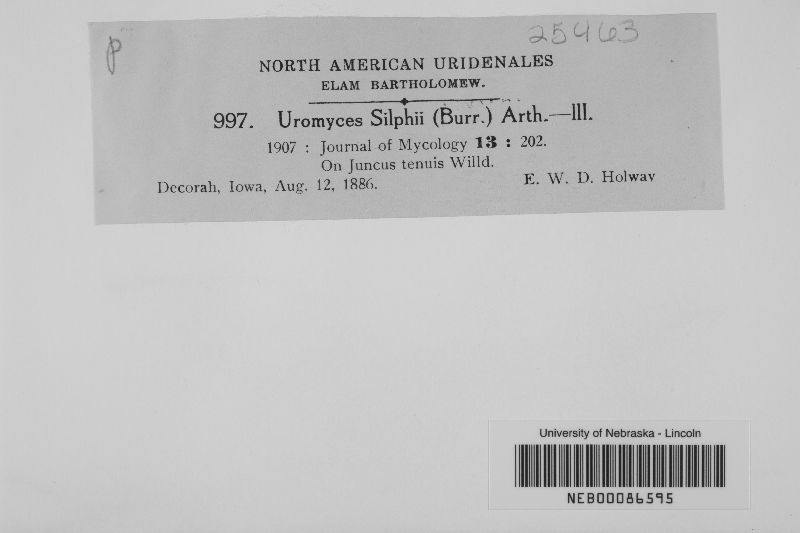 p
25463
NORTH AMERICAN URIDENALES
ELAM BARTHOLOMEW.
997. Uromyces Silphii (Burr.) Arth.—III.
1907 : Journal of Mycology 13 : 202.
On Juncus tenuis Willd.
Decorah, Iowa, Aug. 12, 1886. E. W. D. Holway
University of Nebraska - Lincoln
NEB00086595